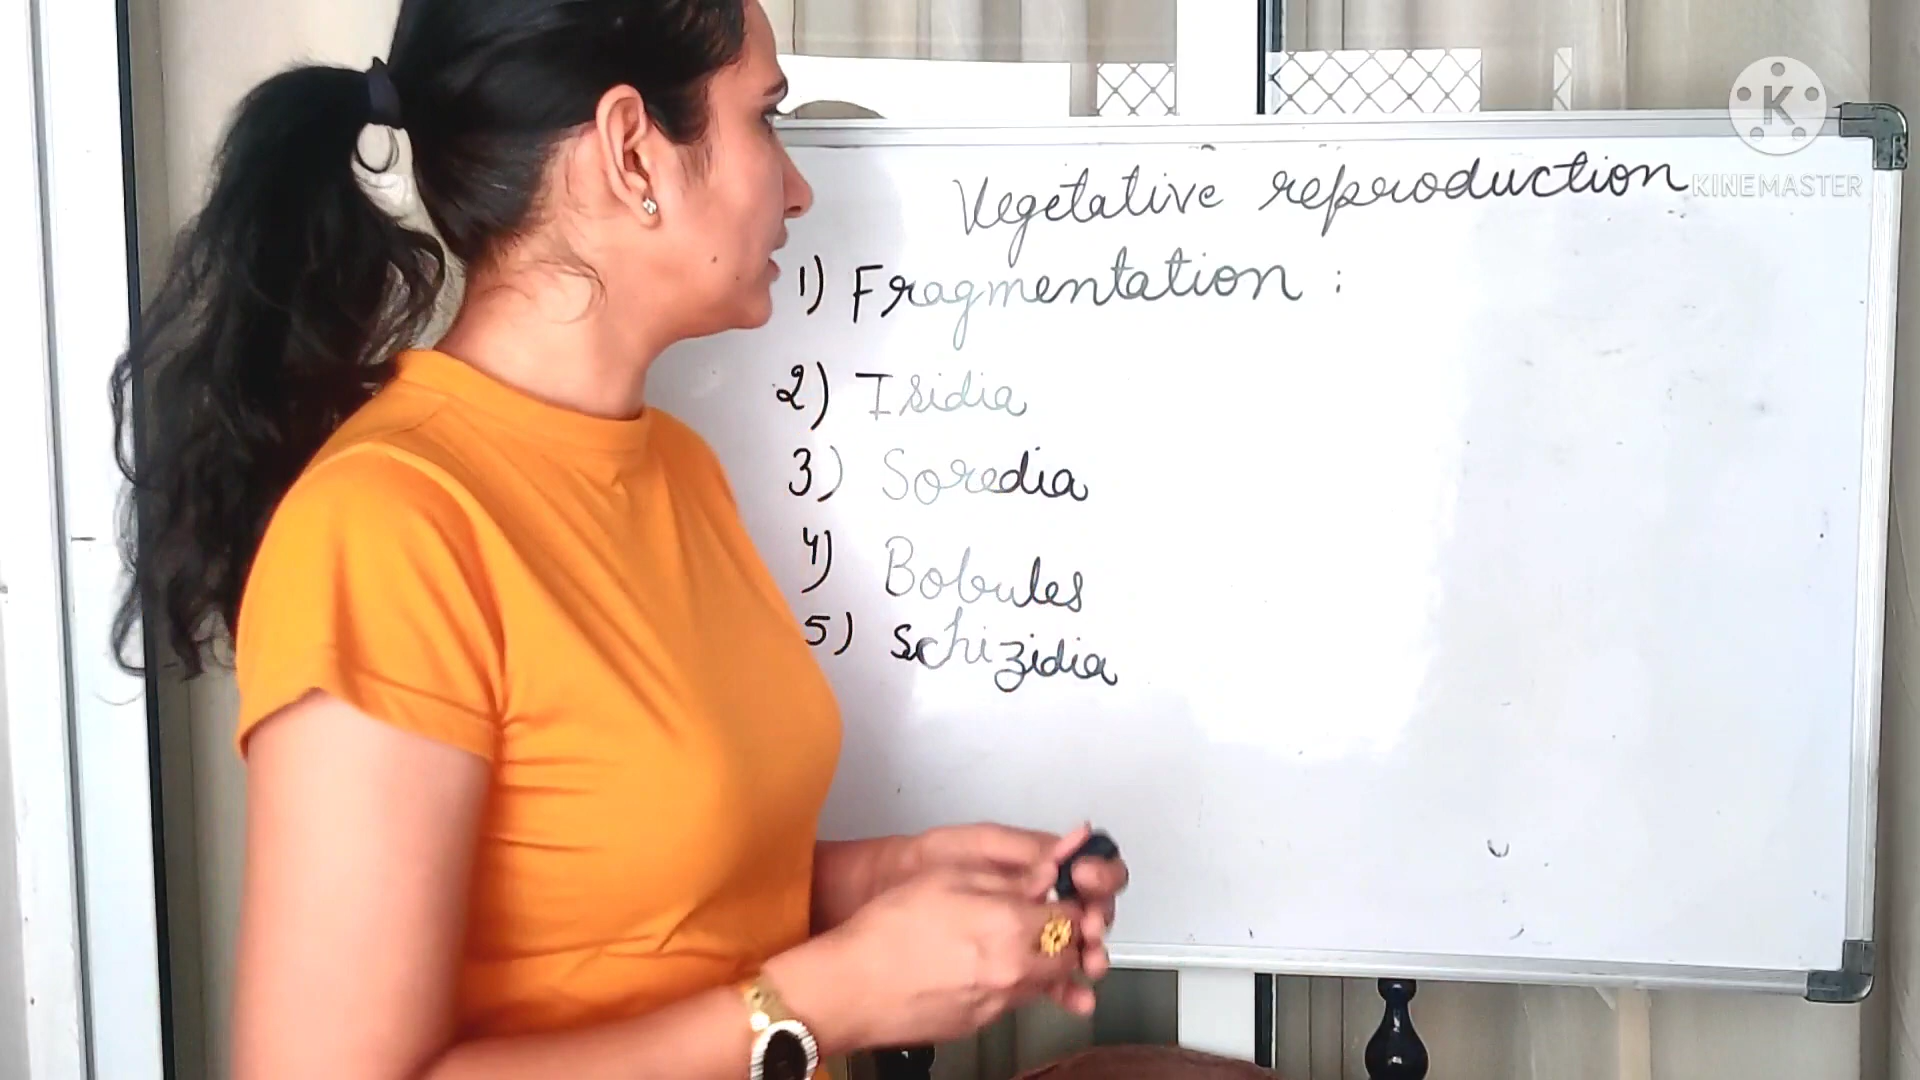 Vegetative reproduction
1) Fragmentation :
2) Isidia
3) Soredia
4) Bobules
5) Schizidia
K
KINEMASTER